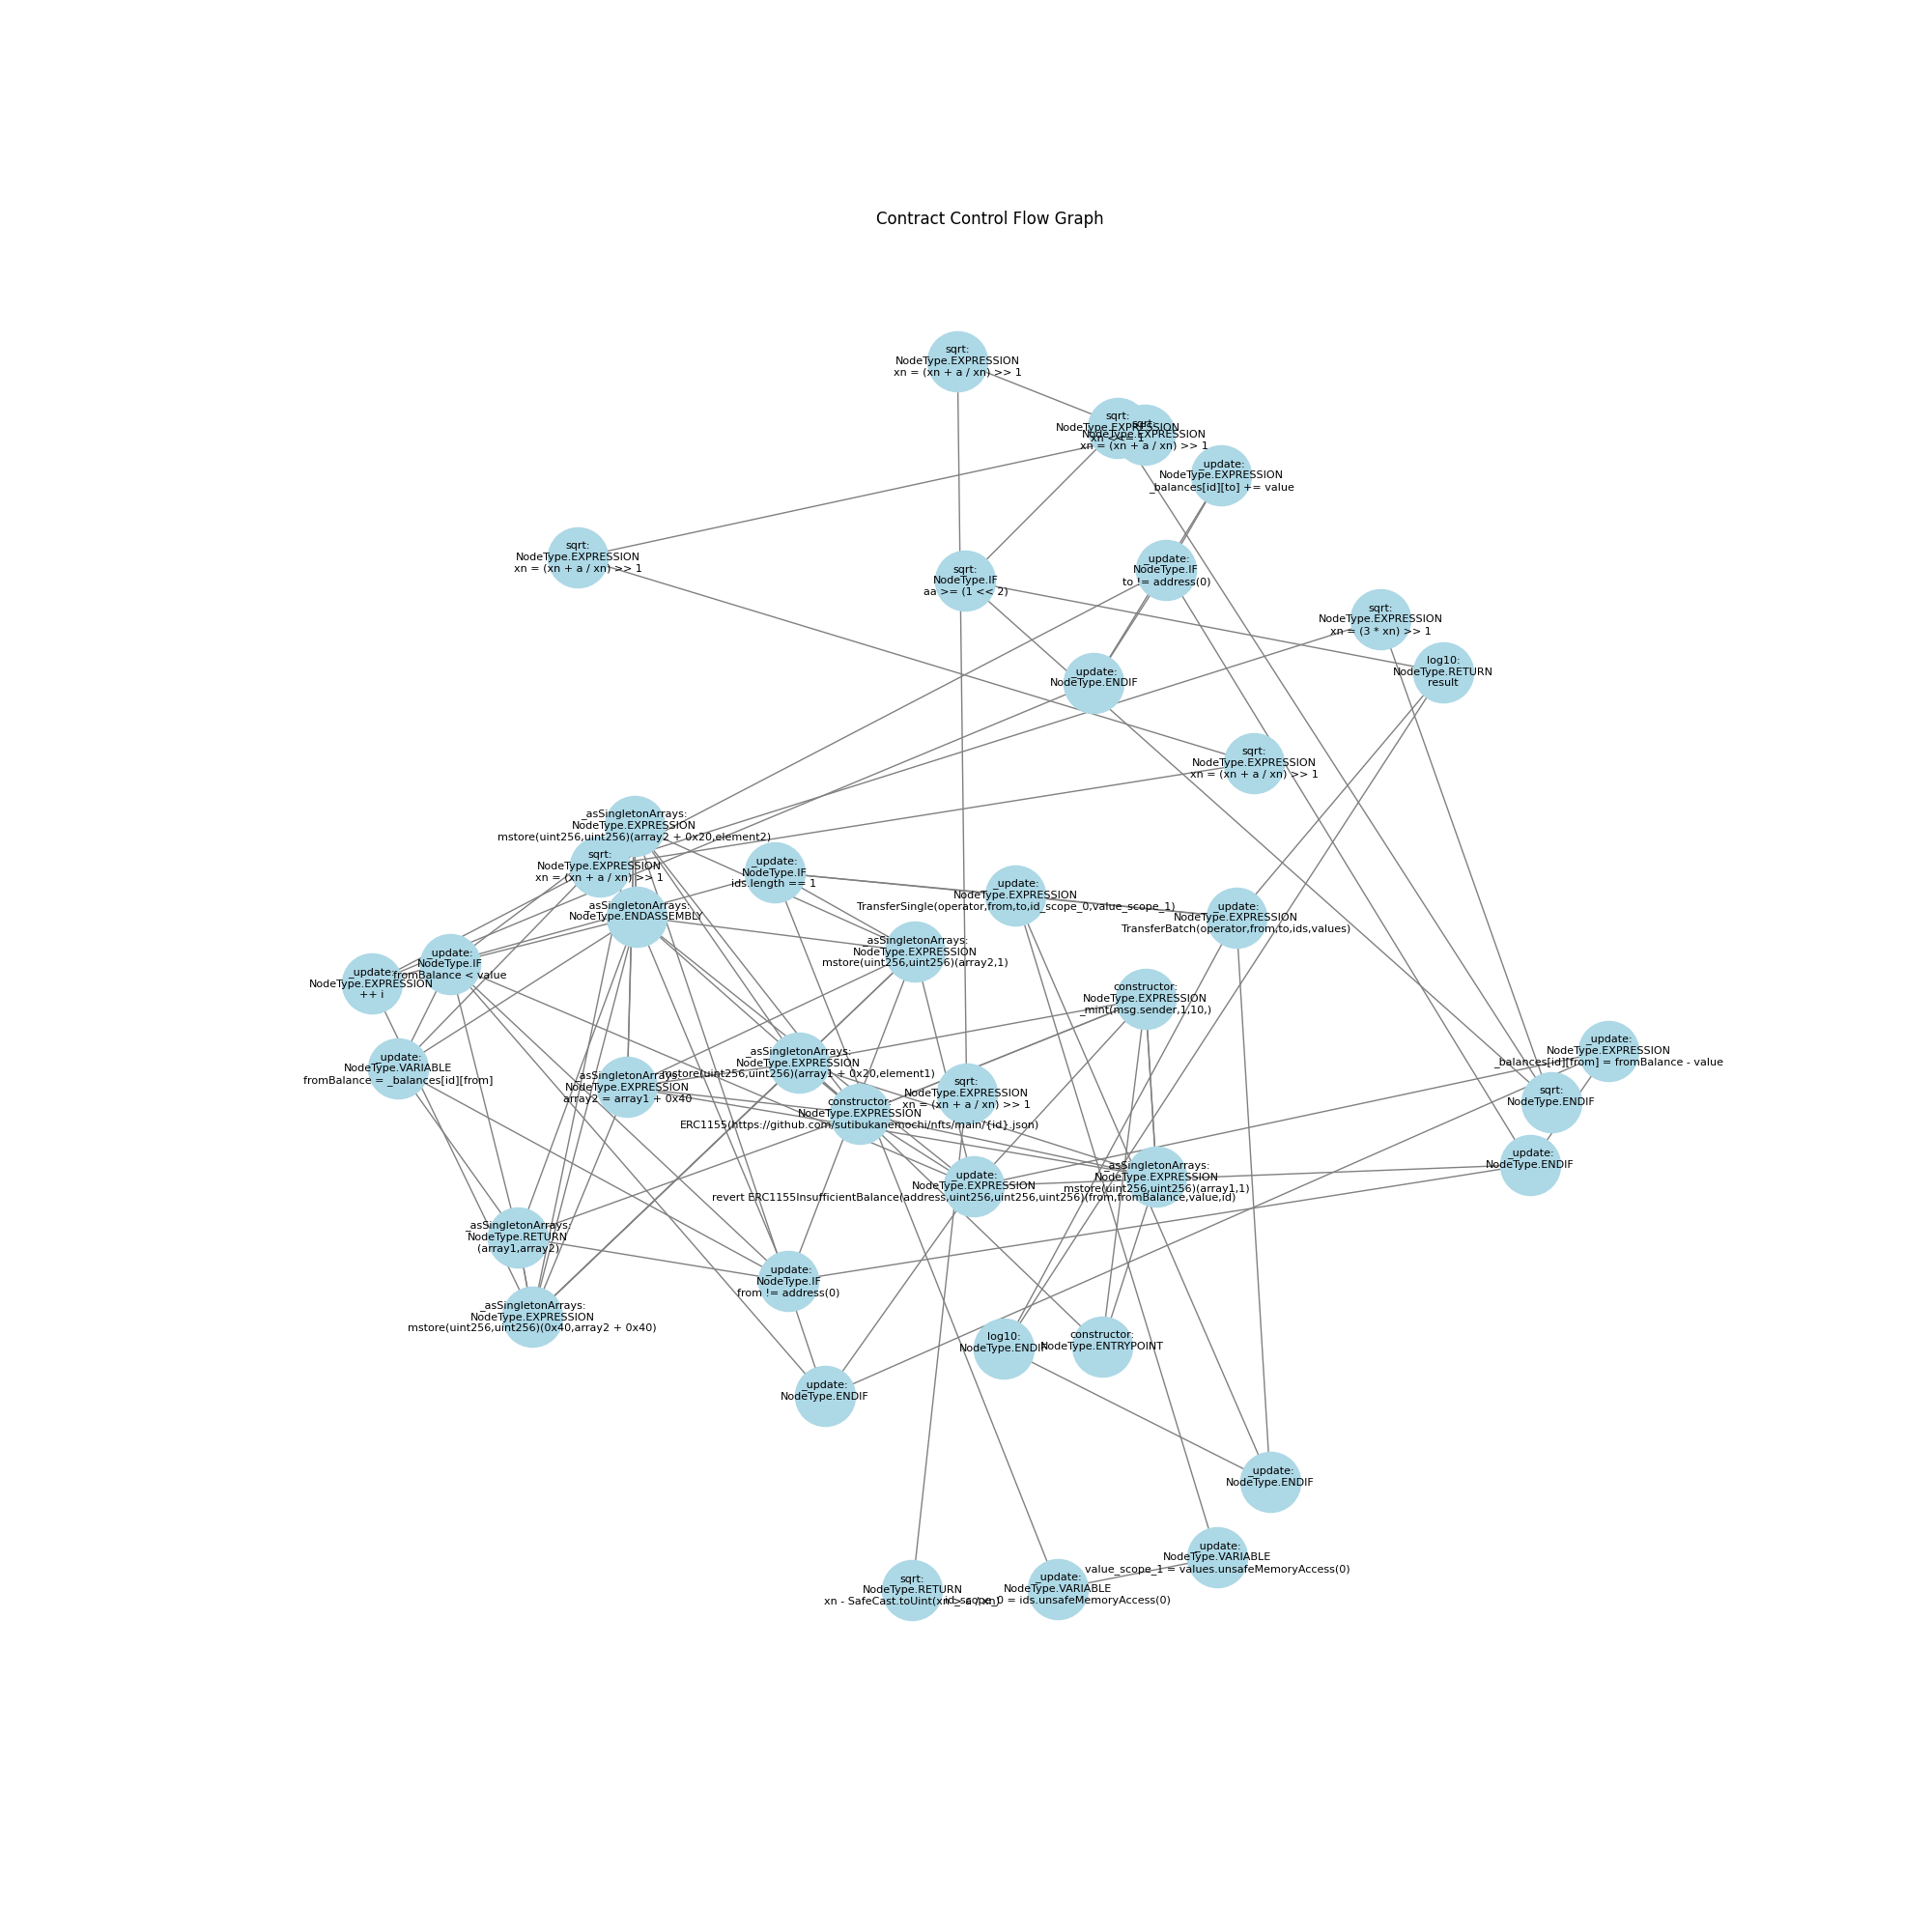 Contract Control Flow Graph
sqrt:
NodeType.EXPRESSION
xn = (xn + a / xn) >> 1
sqrt:
NodeType.EXPRESSION
xn <<= 1
sqrt:
NodeType.EXPRESSION
xn = (xn + a / xn) >> 1
_update:
NodeType.EXPRESSION
_balances[id][to] += value
sqrt:
NodeType.EXPRESSION
xn = (xn + a / xn) >> 1
sqrt:
NodeType.IF
aa >= (1 << 2)
_update:
NodeType.IF
to != address(0)
sqrt:
NodeType.EXPRESSION
xn = (3 * xn) >> 1
log10:
NodeType.RETURN
result
_update:
NodeType.ENDIF
sqrt:
NodeType.EXPRESSION
xn = (xn + a / xn) >> 1
_asSingletonArrays:
NodeType.EXPRESSION
mstore(uint256,uint256)(array2 + 0x20,element2)
sqrt:
NodeType.EXPRESSION
xn = (xn + a / xn) >> 1
_update:
NodeType.IF
ids.length == 1
_update:
NodeType.EXPRESSION
TransferSingle(operator,from,to,id_scope_0,value_scope_1)
_asSingletonArrays:
NodeType.ENDASSEMBLY
_update:
NodeType.EXPRESSION
TransferBatch(operator,from,to,ids,values)
_asSingletonArrays:
NodeType.EXPRESSION
mstore(uint256,uint256)(array2,1)
_update:
NodeType.IF
fromBalance < value
_update:
NodeType.EXPRESSION
++ i
constructor:
NodeType.EXPRESSION
_mint(msg.sender,1,10,)
_update:
NodeType.EXPRESSION
_balances[id][from] = fromBalance - value
_asSingletonArrays:
NodeType.EXPRESSION
mstore(uint256,uint256)(array1 + 0x20,element1)
_update:
NodeType.VARIABLE
fromBalance = _balances[id][from]
_asSingletonArrays:
NodeType.EXPRESSION
array2 = array1 + 0x40
sqrt:
NodeType.EXPRESSION
xn = (xn + a / xn) >> 1
sqrt:
NodeType.ENDIF
constructor:
NodeType.EXPRESSION
ERC1155(https://github.com/sutibukanemochi/nfts/main/{id}.json)
_update:
NodeType.ENDIF
_asSingletonArrays:
NodeType.EXPRESSION
mstore(uint256,uint256)(array1,1)
_update:
NodeType.EXPRESSION
revert ERC1155InsufficientBalance(address,uint256,uint256,uint256)(from,fromBalance,value,id)
_asSingletonArrays:
NodeType.RETURN
(array1,array2)
_update:
NodeType.IF
from != address(0)
_asSingletonArrays:
NodeType.EXPRESSION
mstore(uint256,uint256)(0x40,array2 + 0x40)
log10:
NodeType.ENDIF
constructor:
NodeType.ENTRYPOINT
_update:
NodeType.ENDIF
_update:
NodeType.ENDIF
_update:
NodeType.VARIABLE
value_scope_1 = values.unsafeMemoryAccess(0)
sqrt:
NodeType.RETURN
xn - SafeCast.toUint(xn > a / xn)
_update:
NodeType.VARIABLE
id_scope_0 = ids.unsafeMemoryAccess(0)